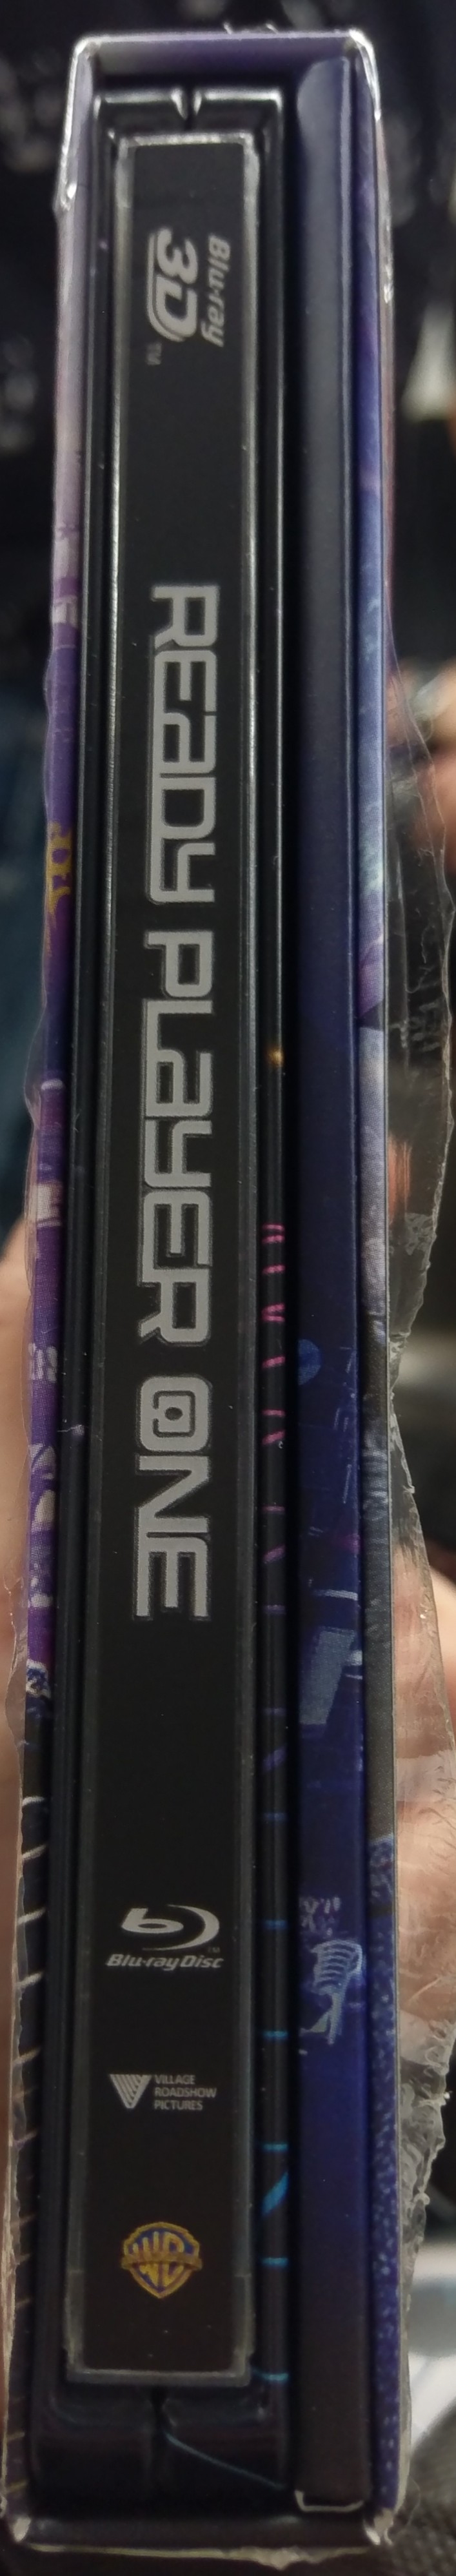 Blu-ray
3D
TM
READY PLAYER ONE
Blu-ray Disc
TM
VILLAGE
ROADSHOW
PICTURES
WB